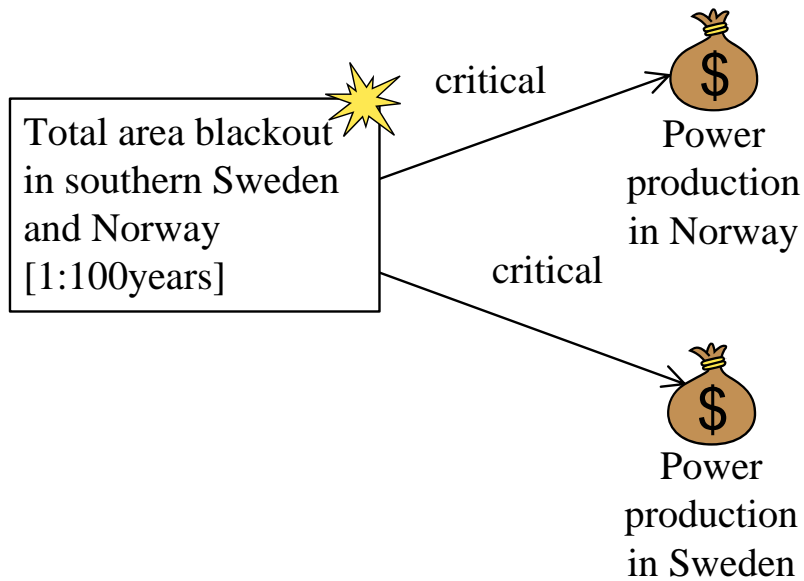 critical
$
Power
production
in Norway
Total area blackout
in southern Sweden
and Norway
[1:100years]
critical
$
Power
production
in Sweden